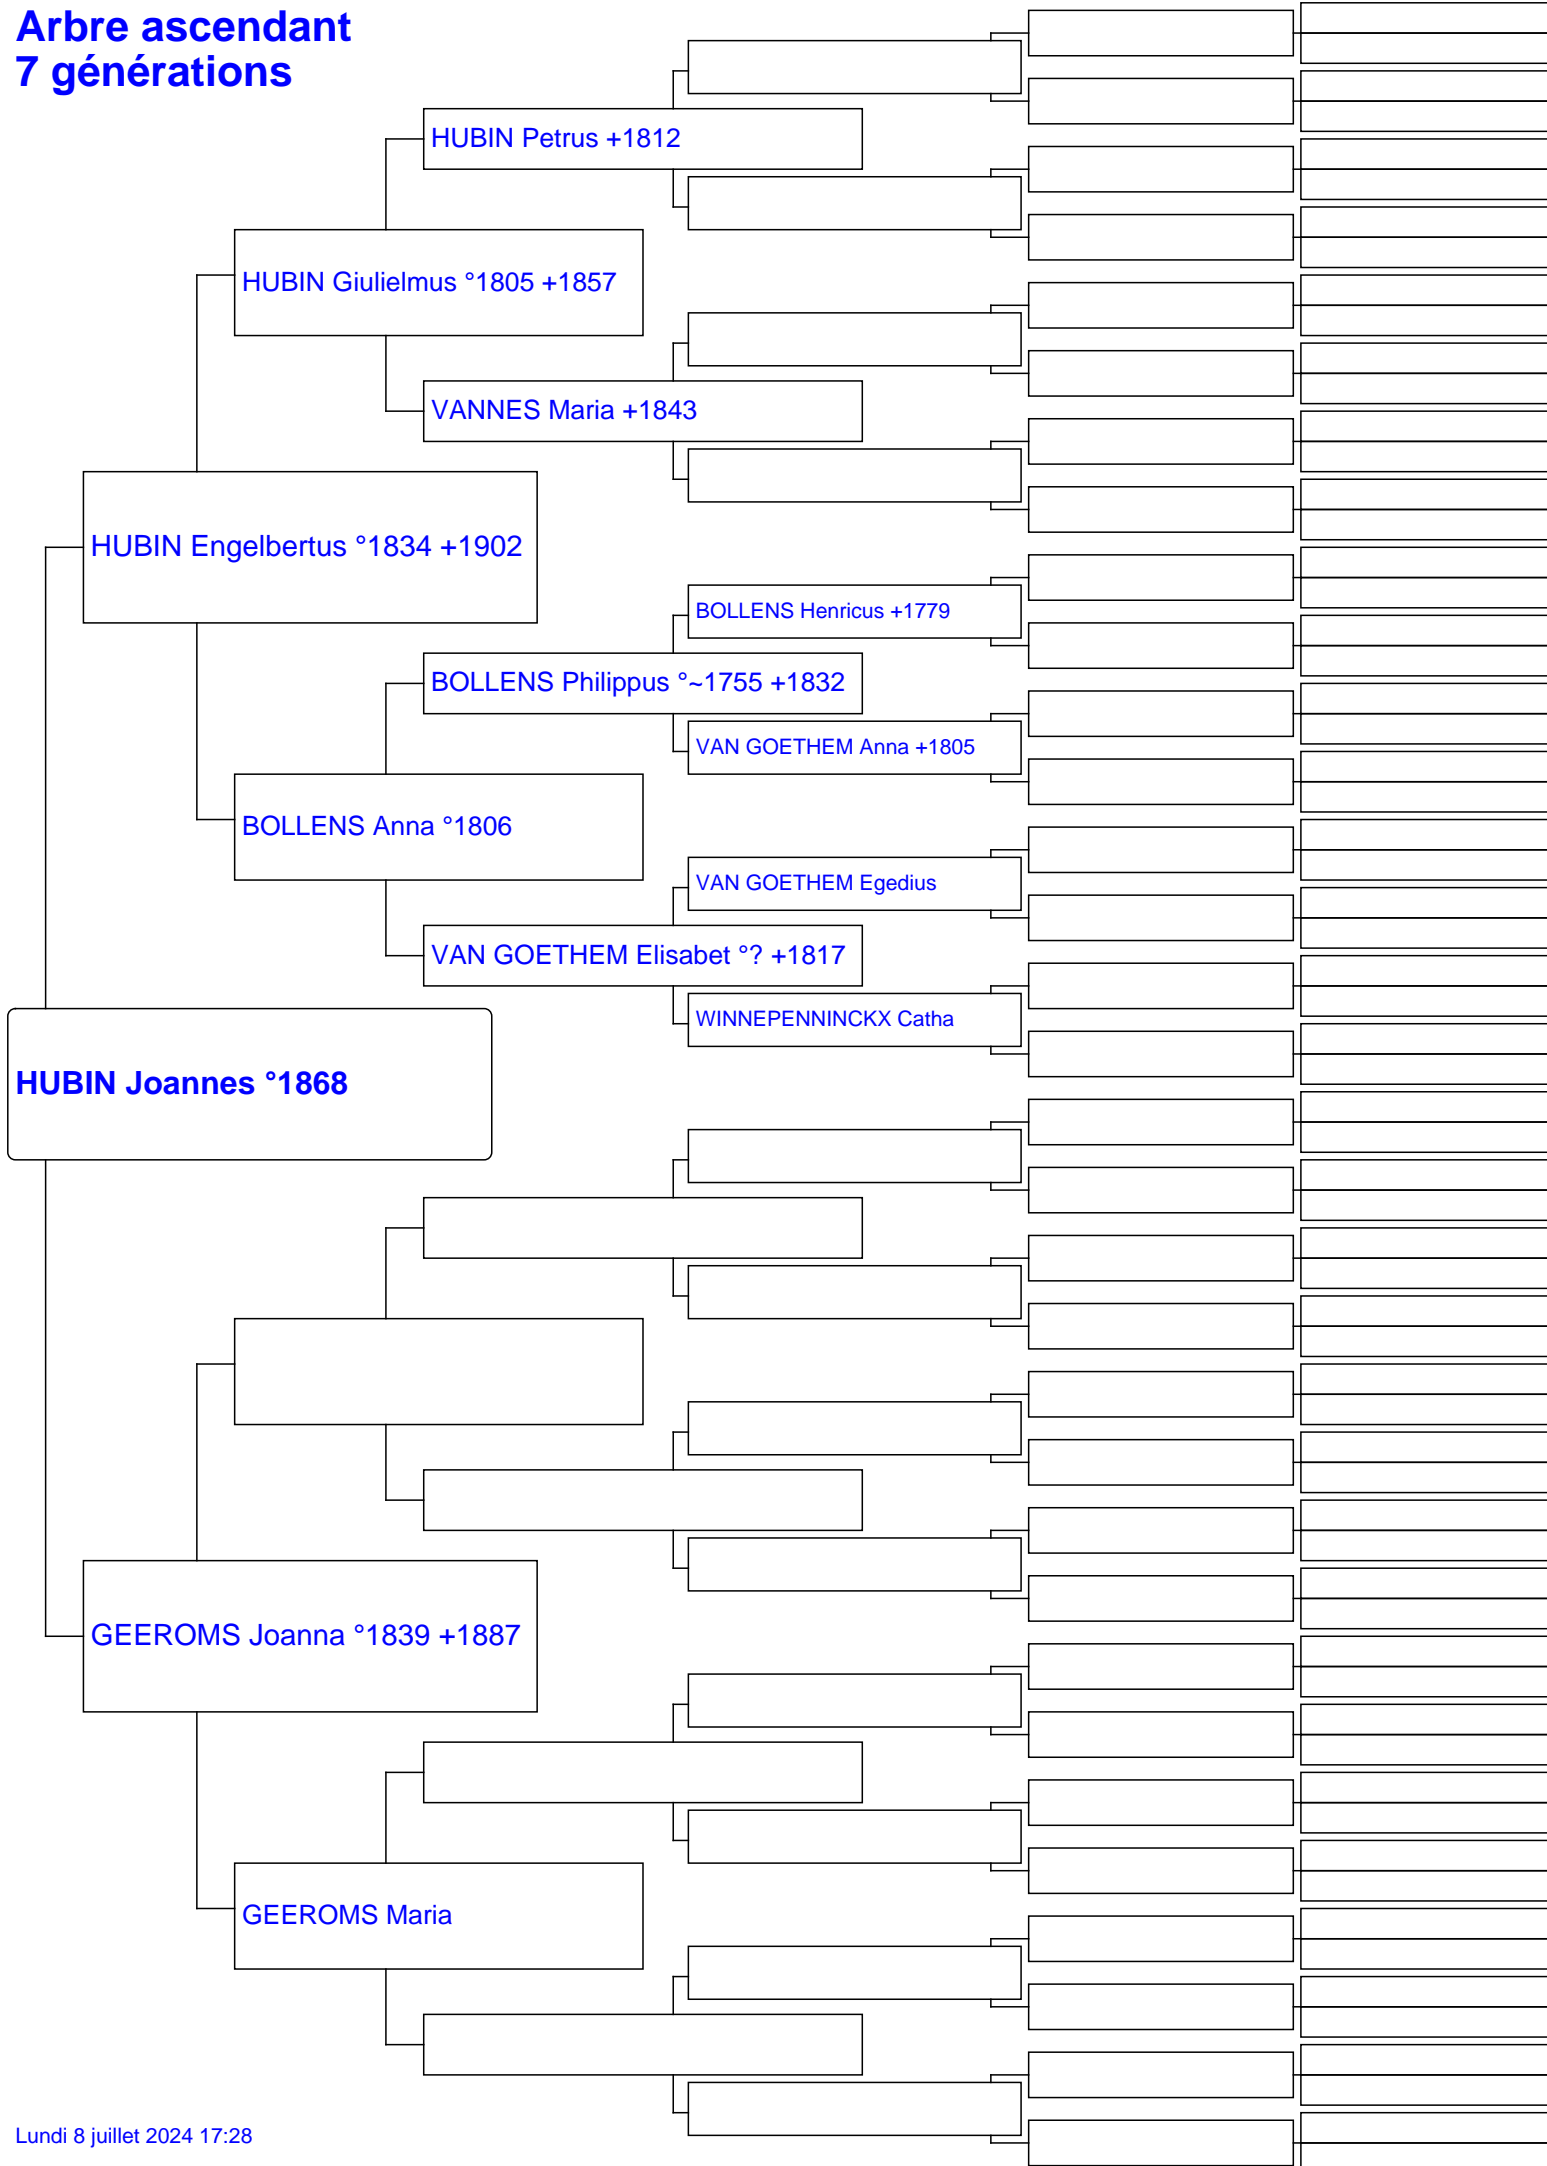 Arbre ascendant
7 générations
HUBIN Petrus +1812
HUBIN Giulielmus °1805 +1857
VANNES Maria +1843
HUBIN Engelbertus °1834 +1902
BOLLENS Henricus +1779
BOLLENS Philippus °~1755 +1832
VAN GOETHEM Anna +1805
BOLLENS Anna °1806
VAN GOETHEM Egedius
VAN GOETHEM Elisabet °? +1817
WINNEPENNINCKX Catha
HUBIN Joannes °1868
GEEROMS Joanna °1839 +1887
GEEROMS Maria
Lundi 8 juillet 2024 17:28